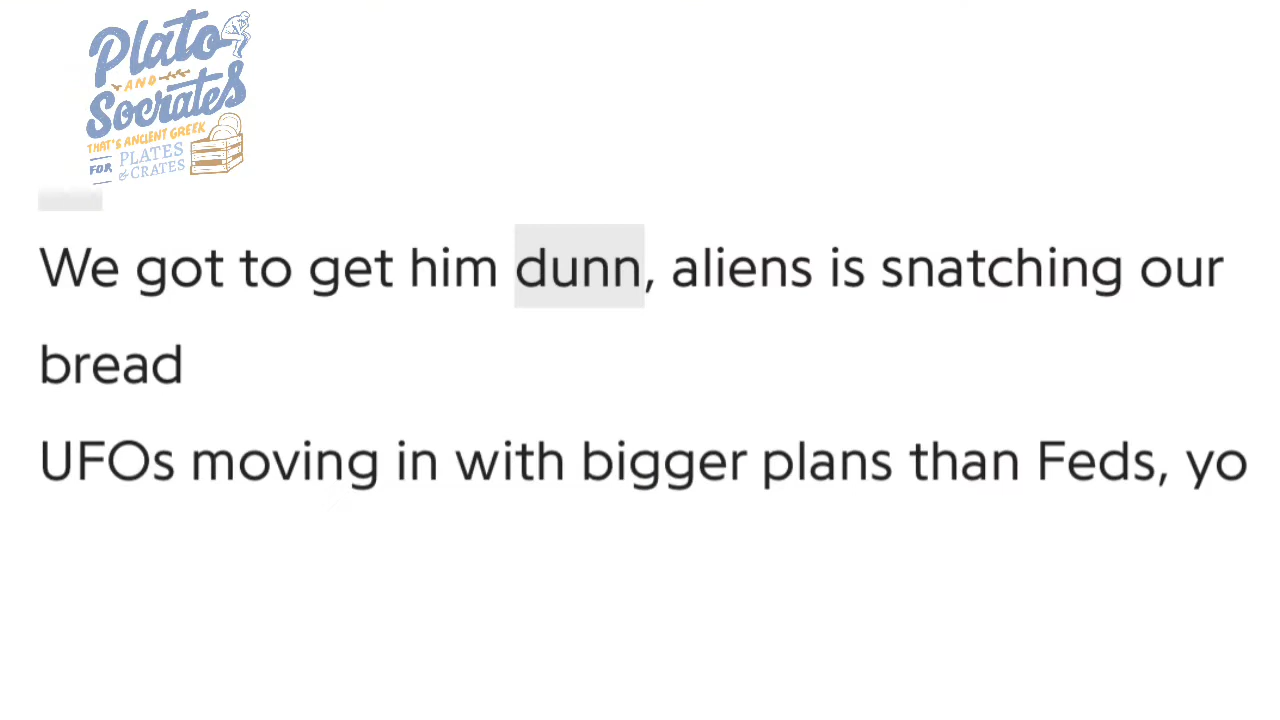 Plato
AND
Socrates
THAT'S ANCIENT GREEK
FOR PLATES
& CRATES
We got to get him dunn, aliens is snatching our
bread
UFOs moving in with bigger plans than Feds, yo